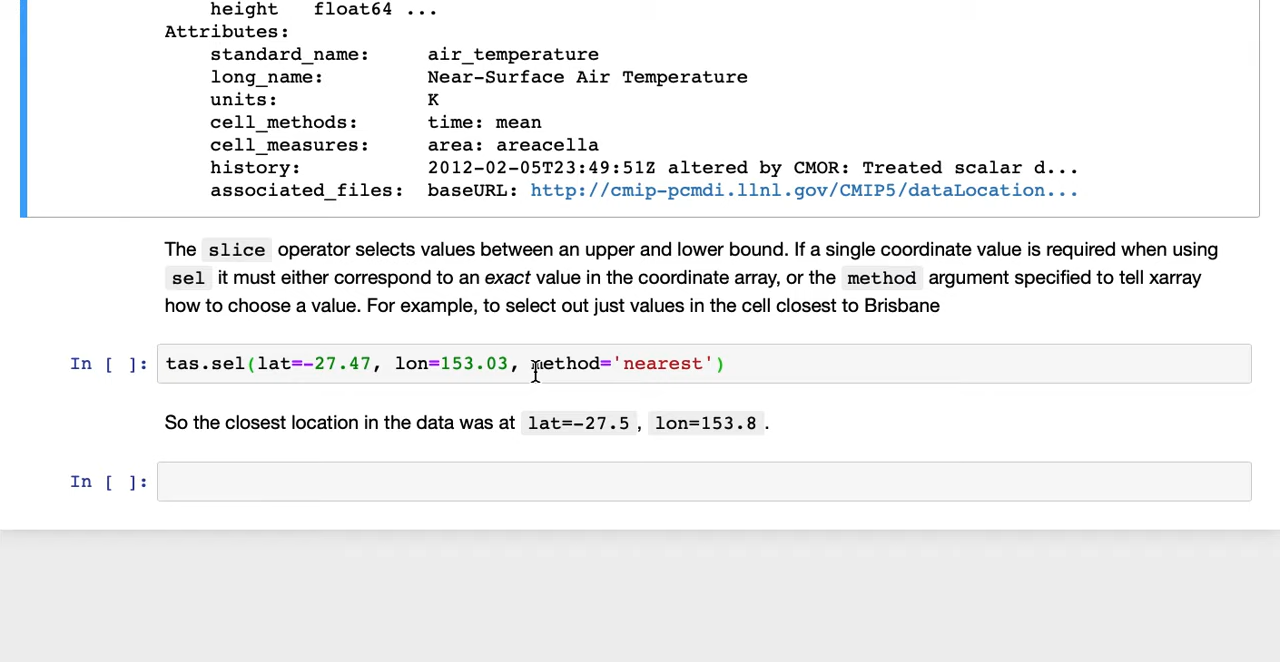 height   float64 ...
Attributes:
standard_name:     air_temperature
long_name:         Near-Surface Air Temperature
units:             K
cell_methods:      time: mean
cell_measures:     area: areacella
history:           2012-02-05T23:49:51Z altered by CMOR: Treated scalar d...
associated_files:  baseURL: http://cmip-pcmdi.llnl.gov/CMIP5/dataLocation...
The slice operator selects values between an upper and lower bound. If a single coordinate value is required when using
sel it must either correspond to an exact value in the coordinate array, or the method argument specified to tell xarray
how to choose a value. For example, to select out just values in the cell closest to Brisbane
In [ ]: tas.sel(lat=-27.47, lon=153.03, method='nearest')
So the closest location in the data was at lat=-27.5 , lon=153.8 .
In [ ]: